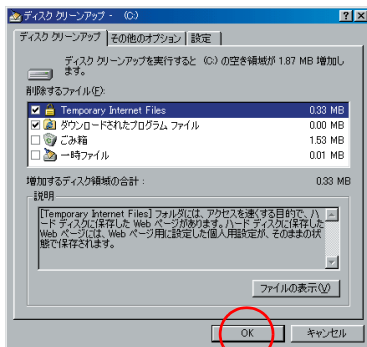 ディスク クリーンアップ - (C:)
ディスク クリーンアップ その他のオプション 設定
ディスク クリーンアップを実行すると (C:) の空き領域が 1.87 MB 増加し
ます。
削除するファイル(F):
Temporary Internet Files 0.33 MB
ダウンロードされたプログラム ファイル 0.00 MB
ごみ箱 1.53 MB
一時ファイル 0.01 MB
増加するディスク領域の合計 : 0.33 MB
説明
[Temporary Internet Files] フォルダには、アクセスを速くする目的で、ハ
ード ディスクに保存した Web ページがあります。ハード ディスクに保存した
Web ページには、Web ページ用に設定した個人用設定が、そのままの状
態で保存されます。
ファイルの表示(V)
OK キャンセル